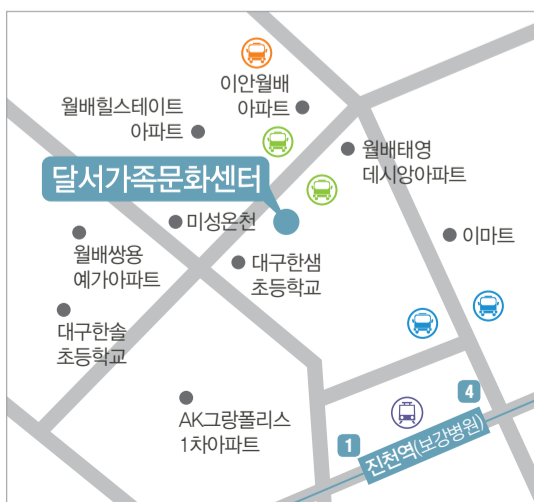 이안월배
아파트
월배힐스테이트
아파트
월배태영
데시앙아파트
달서가족문화센터
미성온천
이마트
월배쌍용
예가아파트
대구한샘
초등학교
대구한솔
초등학교
AK그랑폴리스
1차아파트
4
1
진천역(보강병원)